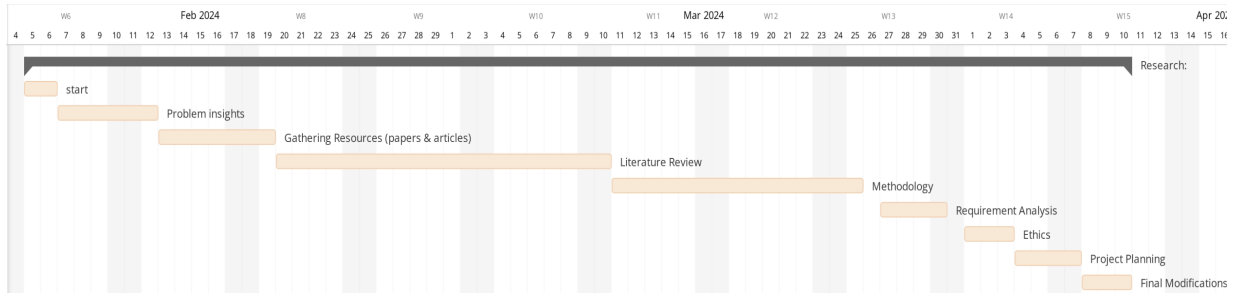 W6 Feb 2024 W8 W9 W10 W11 Mar 2024 W12 W13 W14 W15 Apr 202
4 5 6 7 8 9 10 11 12 13 14 15 16 17 18 19 20 21 22 23 24 25 26 27 28 29 1 2 3 4 5 6 7 8 9 10 11 12 13 14 15 16 17 18 19 20 21 22 23 24 25 26 27 28 29 30 31 1 2 3 4 5 6 7 8 9 10 11 12 13 14 15 16
Research:
start
Problem insights
Gathering Resources (papers & articles)
Literature Review
Methodology
Requirement Analysis
Ethics
Project Planning
Final Modifications